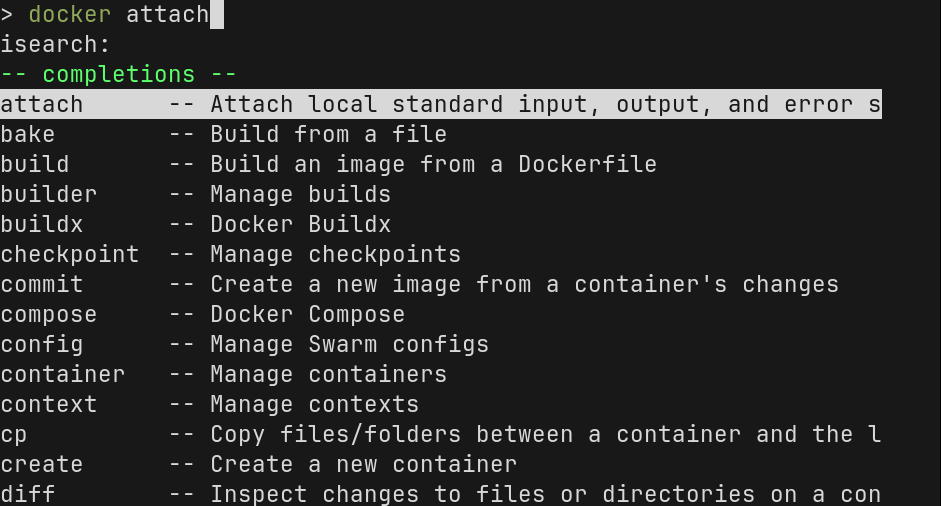 > docker attach
isearch:
-- completions --
attach      -- Attach local standard input, output, and error s
bake        -- Build from a file
build       -- Build an image from a Dockerfile
builder     -- Manage builds
buildx      -- Docker Buildx
checkpoint  -- Manage checkpoints
commit      -- Create a new image from a container's changes
compose     -- Docker Compose
config      -- Manage Swarm configs
container   -- Manage containers
context     -- Manage contexts
cp          -- Copy files/folders between a container and the l
create      -- Create a new container
diff        -- Inspect changes to files or directories on a con